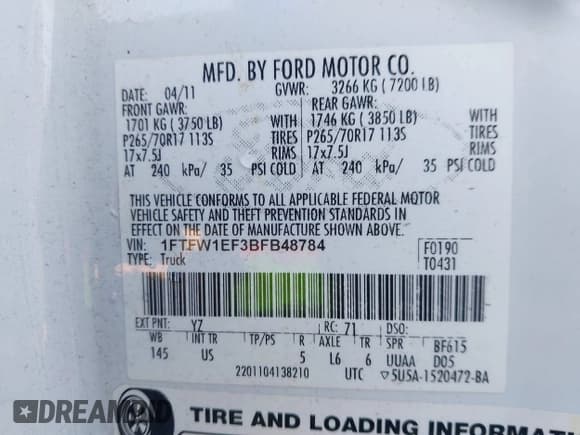 MFD. BY FORD MOTOR CO.
DATE: 04/11 GVWR: 3266 KG ( 7200 LB)
FRONT GAWR: REAR GAWR:
1701 KG ( 3750 LB) WITH 1746 KG ( 3850 LB) WITH
P265/70R17 113S TIRES P265/70R17 113S TIRES
17x7.5J RIMS 17x7.5J RIMS
AT 240 kPa/ 35 PSI COLD AT 240 kPa/ 35 PSI COLD
THIS VEHICLE CONFORMS TO ALL APPLICABLE FEDERAL MOTOR
VEHICLE SAFETY AND THEFT PREVENTION STANDARDS IN
EFFECT ON THE DATE OF MANUFACTURE SHOWN ABOVE.
VIN: 1FTFW1EF3BFB48784 F0190
TYPE: Truck T0431
EXT PNT: YZ RC: 71 DSO:
WB INT TR TP/PS R AXLE TR SPR BF615
145 US 5 L6 6 UUAA D05
2201104138210 UTC ▽5U5A-1520472-BA
TIRE AND LOADING INFORMATI
DREAM